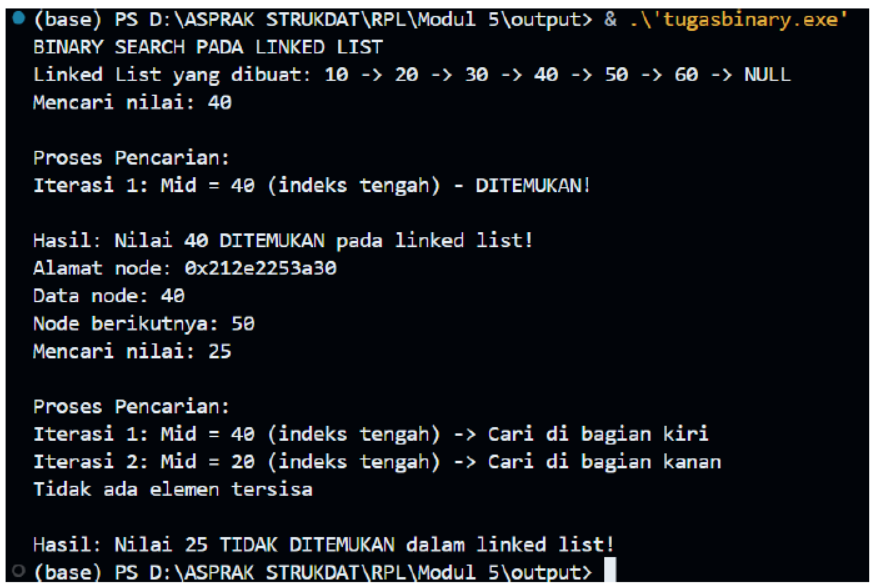 (base) PS D:\ASPRAK STRUKDAT\RPL\Modul 5\output> & .\'tugasbinary.exe'
BINARY SEARCH PADA LINKED LIST
Linked List yang dibuat: 10 -> 20 -> 30 -> 40 -> 50 -> 60 -> NULL
Mencari nilai: 40
Proses Pencarian:
Iterasi 1: Mid = 40 (indeks tengah) - DITEMUKAN!
Hasil: Nilai 40 DITEMUKAN pada linked list!
Alamat node: 0x212e2253a30
Data node: 40
Node berikutnya: 50
Mencari nilai: 25
Proses Pencarian:
Iterasi 1: Mid = 40 (indeks tengah) -> Cari di bagian kiri
Iterasi 2: Mid = 20 (indeks tengah) -> Cari di bagian kanan
Tidak ada elemen tersisa
Hasil: Nilai 25 TIDAK DITEMUKAN dalam linked list!
(base) PS D:\ASPRAK STRUKDAT\RPL\Modul 5\output>